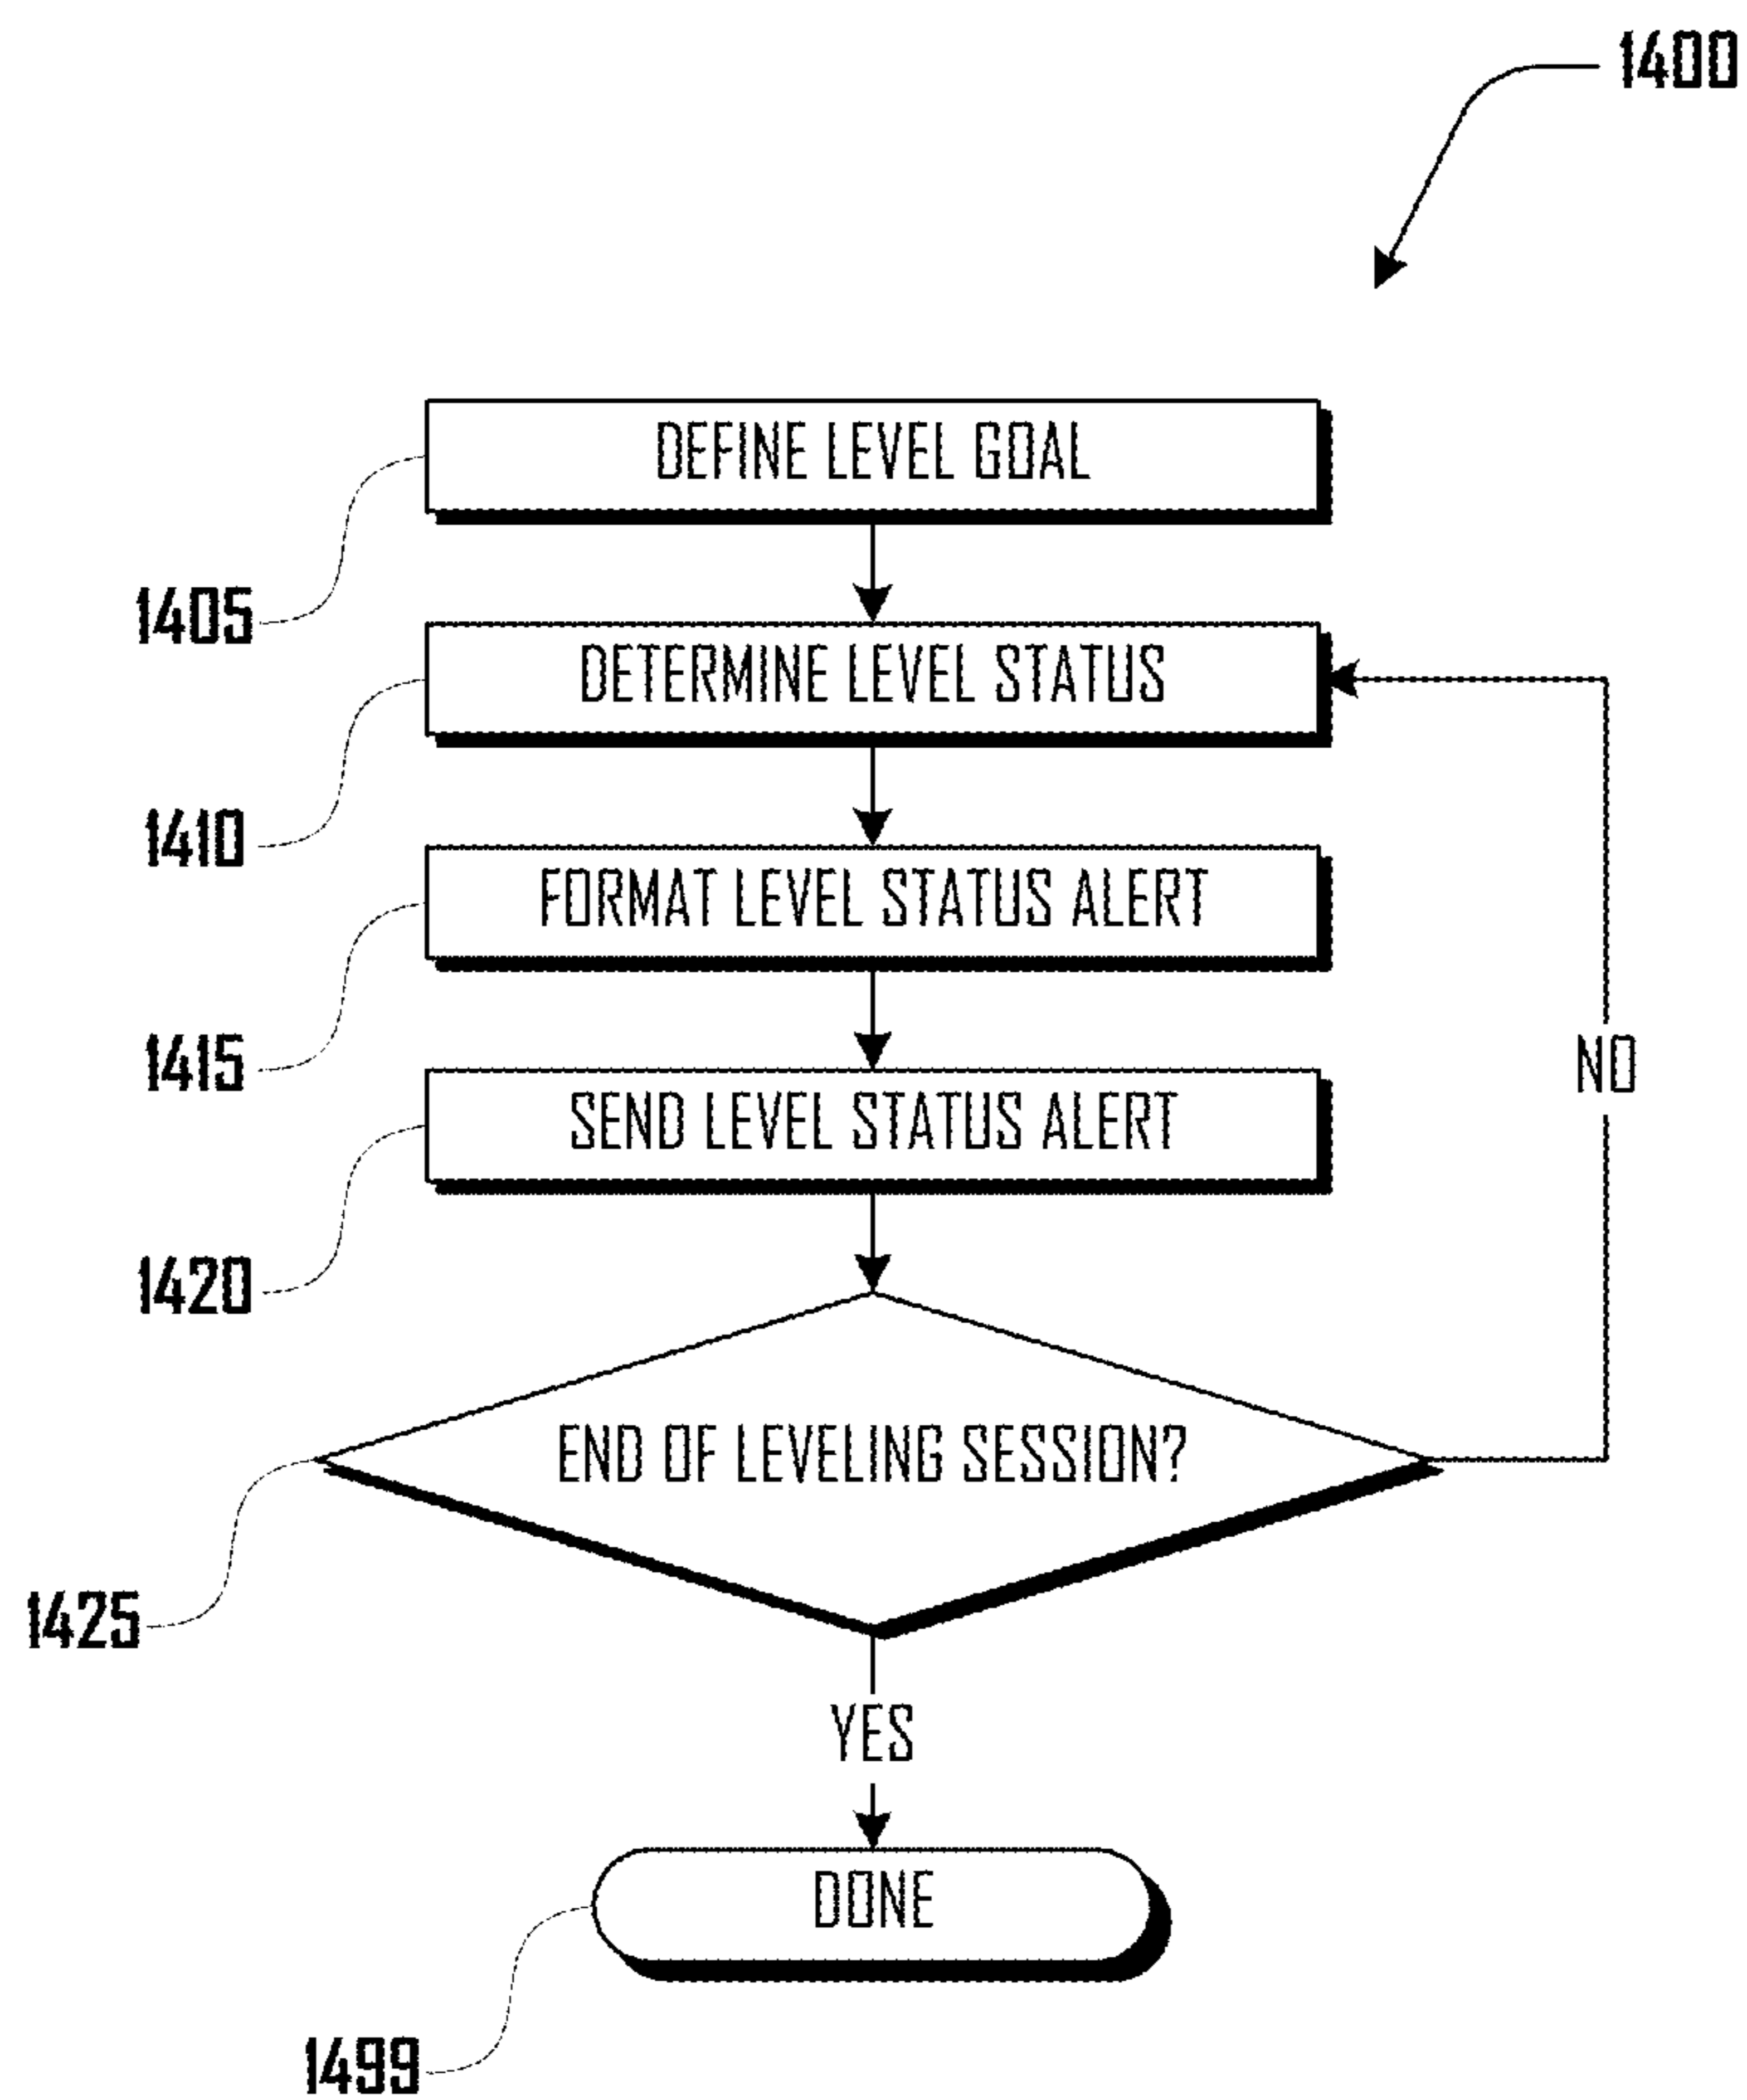 1400
DEFINE LEVEL GOAL
1405
DETERMINE LEVEL STATUS
1410
FORMAT LEVEL STATUS ALERT
1415
NO
SEND LEVEL STATUS ALERT
1420
END OF LEVELING SESSION?
1425
YES
DONE
1499